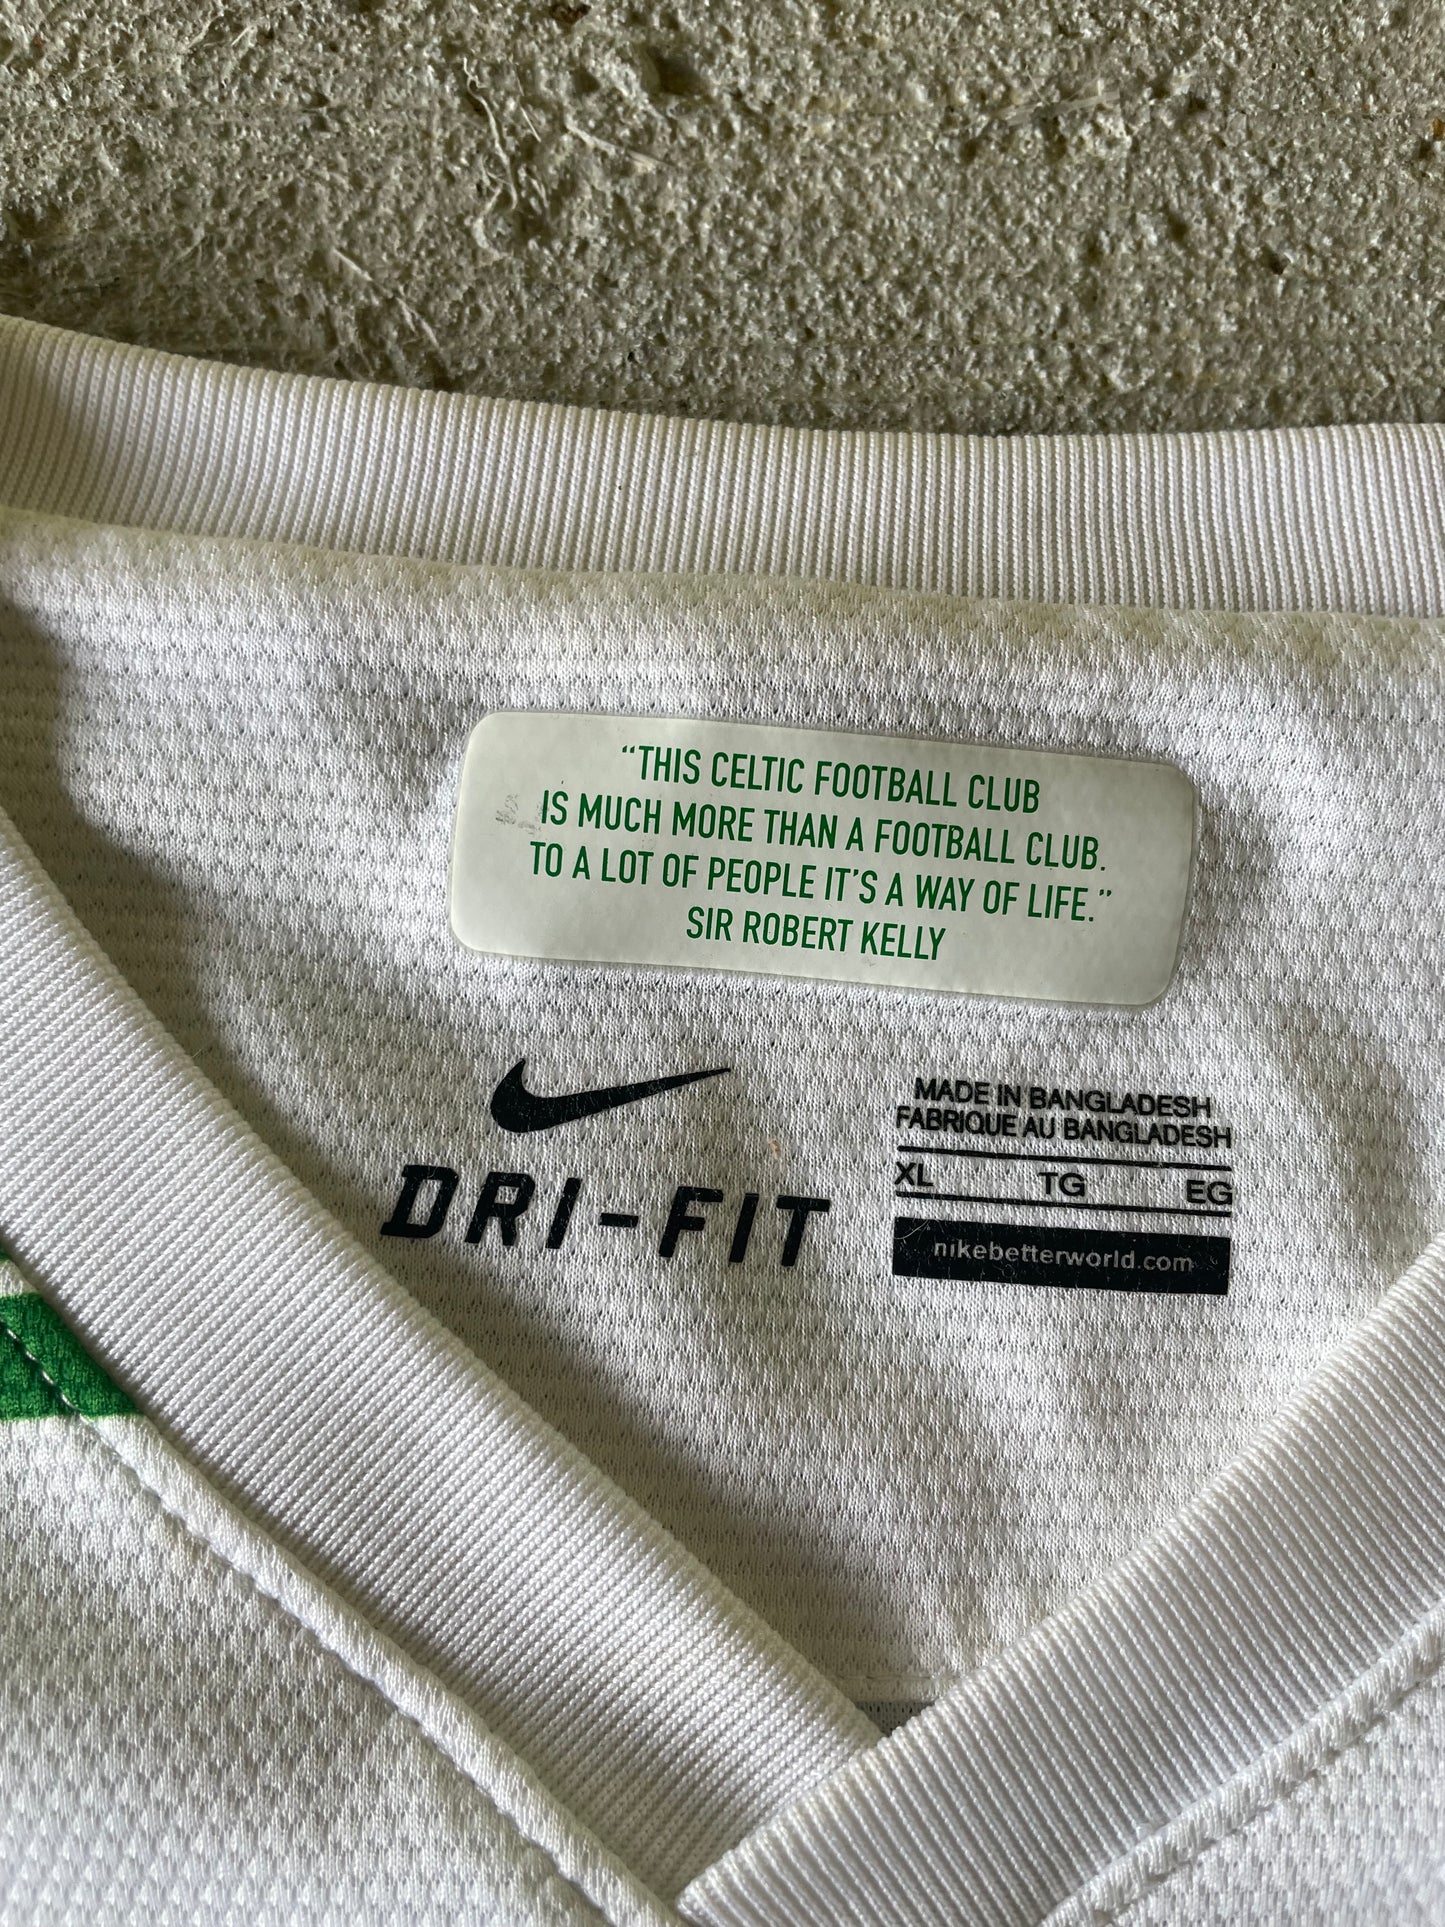 “THIS CELTIC FOOTBALL CLUB
IS MUCH MORE THAN A FOOTBALL CLUB.
TO A LOT OF PEOPLE IT’S A WAY OF LIFE.”
SIR ROBERT KELLY
DRI-FIT
MADE IN BANGLADESH
FABRIQUE AU BANGLADESH
XL TG EG
nikebetterworld.com